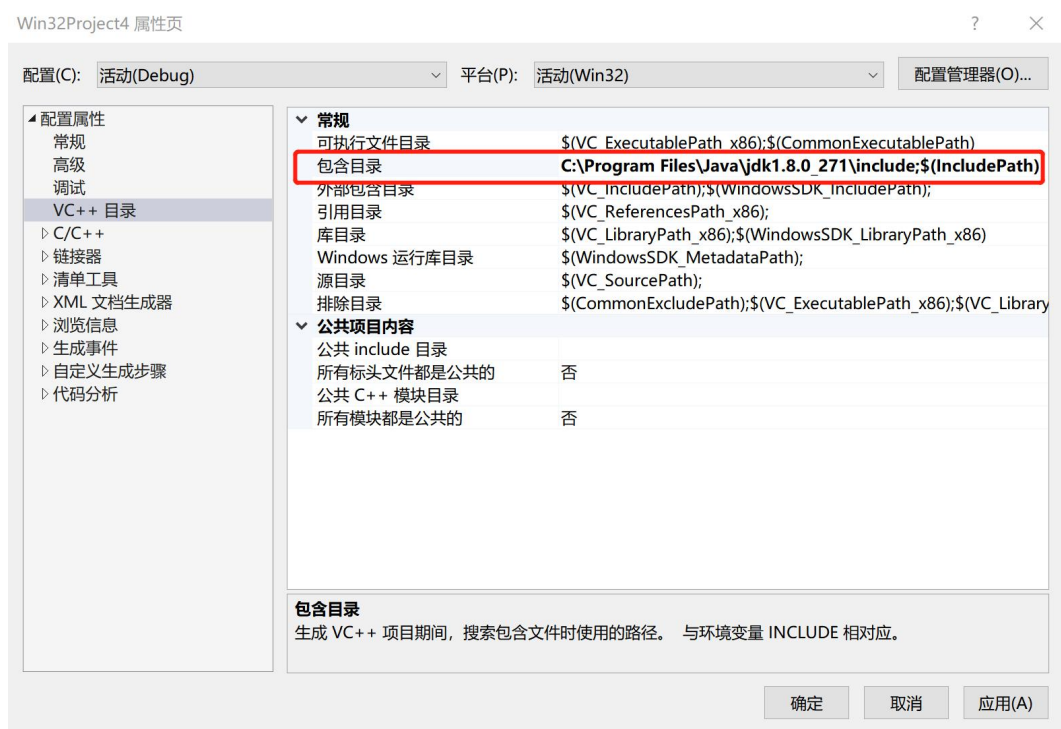 Win32Project4 属性页
配置(C): 活动(Debug) 平台(P): 活动(Win32) 配置管理器(O)...
配置属性
常规
高级
调试
VC++ 目录
C/C++
链接器
清单工具
XML 文档生成器
浏览信息
生成事件
自定义生成步骤
代码分析
常规
可执行文件目录 $(VC_ExecutablePath_x86);$(CommonExecutablePath)
包含目录 C:\Program Files\Java\jdk1.8.0_271\include;$(IncludePath)
外部包含目录 $(VC_IncludePath);$(WindowsSDK_IncludePath);
引用目录 $(VC_ReferencesPath_x86);
库目录 $(VC_LibraryPath_x86);$(WindowsSDK_LibraryPath_x86)
Windows 运行库目录 $(WindowsSDK_MetadataPath);
源目录 $(VC_SourcePath);
排除目录 $(CommonExcludePath);$(VC_ExecutablePath_x86);$(VC_Library
公共项目内容
公共 include 目录
所有标头文件都是公共的 否
公共 C++ 模块目录
所有模块都是公共的 否
包含目录
生成 VC++ 项目期间，搜索包含文件时使用的路径。 与环境变量 INCLUDE 相对应。
确定 取消 应用(A)